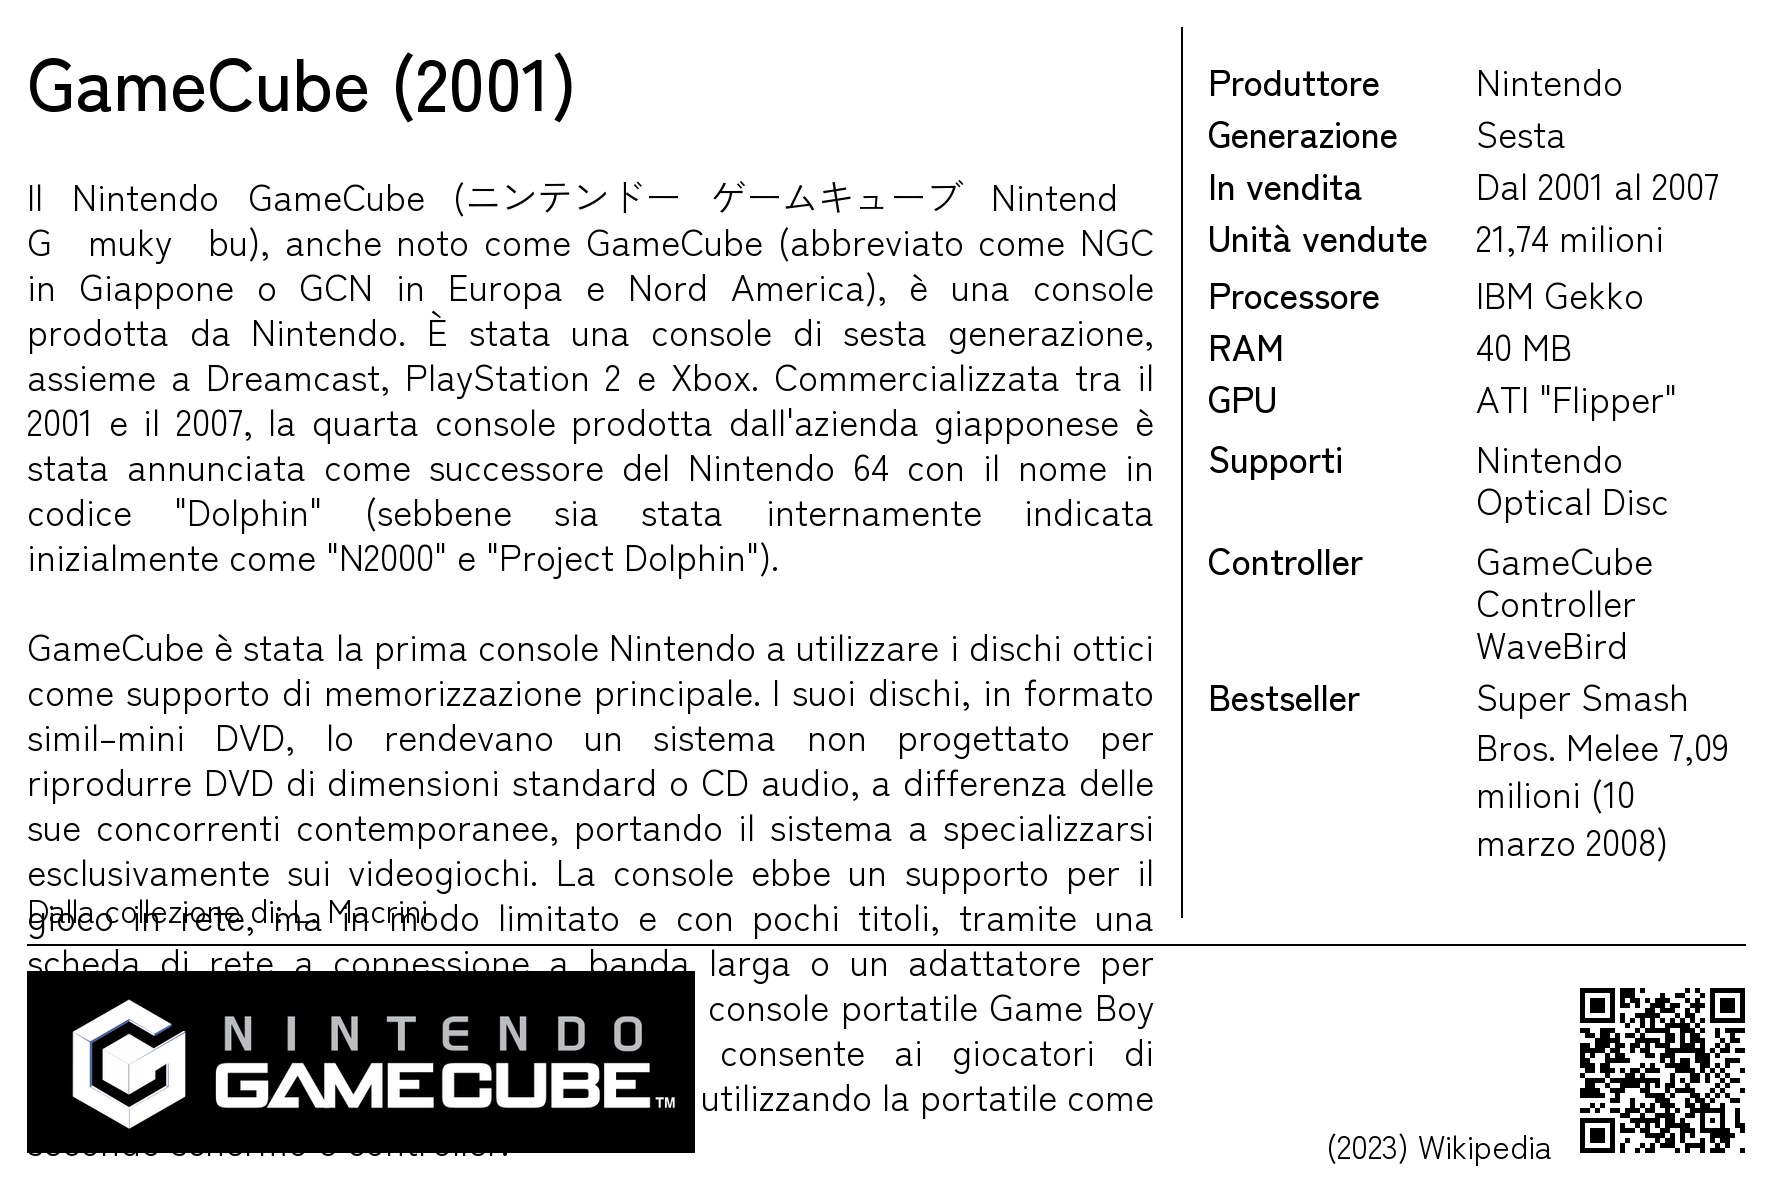 GameCube (2001)
Il Nintendo GameCube (ニンテンドー ゲームキューブ Nintend
G muky bu), anche noto come GameCube (abbreviato come NGC
in Giappone o GCN in Europa e Nord America), è una console
prodotta da Nintendo. È stata una console di sesta generazione,
assieme a Dreamcast, PlayStation 2 e Xbox. Commercializzata tra il
2001 e il 2007, la quarta console prodotta dall'azienda giapponese è
stata annunciata come successore del Nintendo 64 con il nome in
codice "Dolphin" (sebbene sia stata internamente indicata
inizialmente come "N2000" e "Project Dolphin").
GameCube è stata la prima console Nintendo a utilizzare i dischi ottici
come supporto di memorizzazione principale. I suoi dischi, in formato
simil-mini DVD, lo rendevano un sistema non progettato per
riprodurre DVD di dimensioni standard o CD audio, a differenza delle
sue concorrenti contemporanee, portando il sistema a specializzarsi
esclusivamente sui videogiochi. La console ebbe un supporto per il
gioco in rete, ma in modo limitato e con pochi titoli, tramite una
scheda di rete a connessione a banda larga o un adattatore per
console portatile Game Boy
consente ai giocatori di
utilizzando la portatile come
secondo schermo o controller.
Dalla collezione di: L. Macrini
NINTENDO
GAMECUBE™
Produttore Nintendo
Generazione Sesta
In vendita Dal 2001 al 2007
Unità vendute 21,74 milioni
Processore IBM Gekko
RAM 40 MB
GPU ATI "Flipper"
Supporti Nintendo
Optical Disc
Controller GameCube
Controller
WaveBird
Bestseller Super Smash
Bros. Melee 7,09
milioni (10
marzo 2008)
(2023) Wikipedia